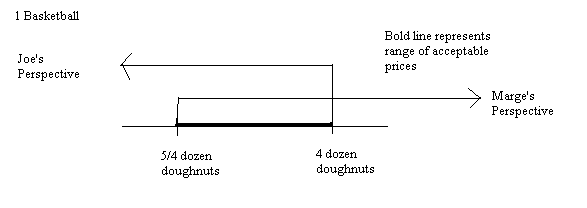 1 Basketball
Joe's
Perspective
Bold line represents
range of acceptable
prices
Marge's
Perspective
5/4 dozen
doughnuts
4 dozen
doughnuts